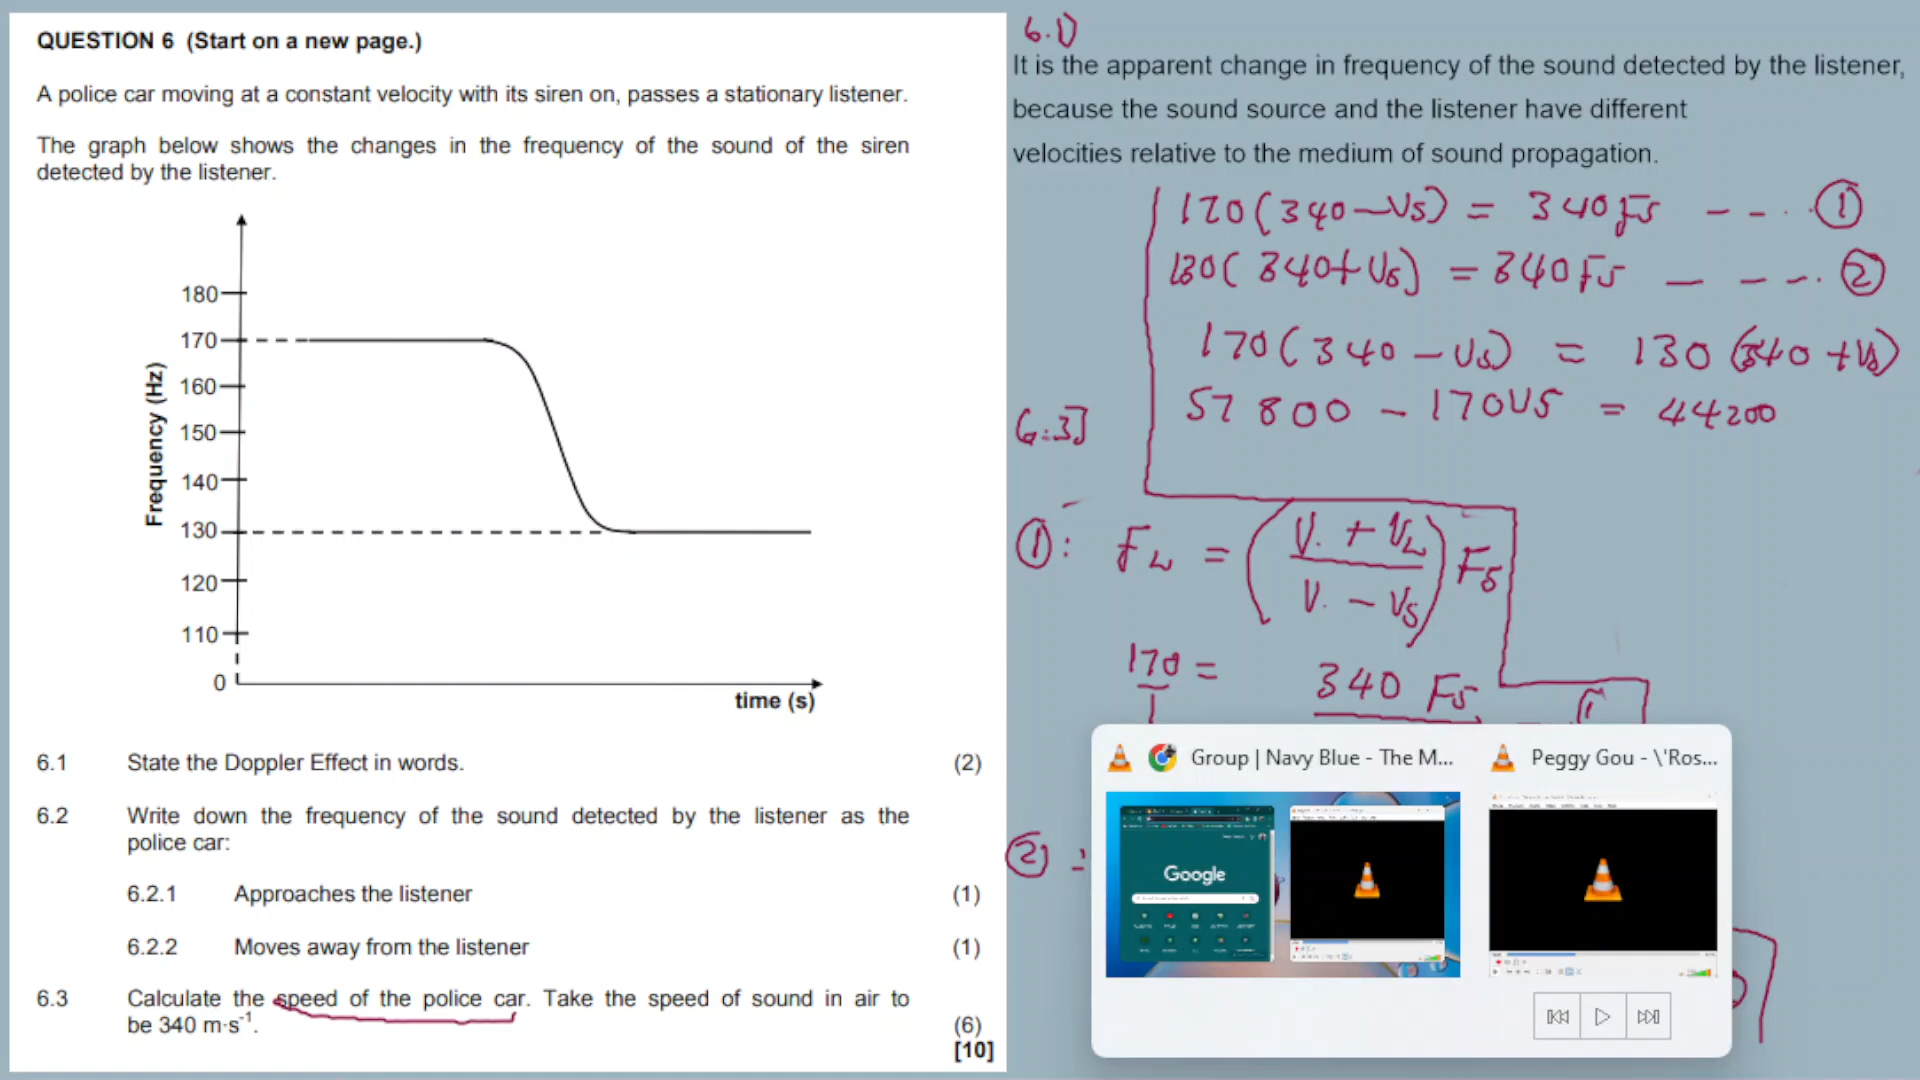 QUESTION 6 (Start on a new page.)
A police car moving at a constant velocity with its siren on, passes a stationary listener.
The graph below shows the changes in the frequency of the sound of the siren
detected by the listener.
Frequency (Hz)
180
170
160
150
140
130
120
110
0
time (s)
6.1 State the Doppler Effect in words. (2)
6.2 Write down the frequency of the sound detected by the listener as the
police car:
6.2.1 Approaches the listener (1)
6.2.2 Moves away from the listener (1)
6.3 Calculate the speed of the police car. Take the speed of sound in air to
be 340 m·s⁻¹. (6)
[10]
6.1)
It is the apparent change in frequency of the sound detected by the listener,
because the sound source and the listener have different
velocities relative to the medium of sound propagation.
170(340-Vs) = 340Fs --- ①
130(340+Vs) = 340Fs --- ②
170(340-Vs) = 130(340+Vs)
57800 - 170Vs = 44200
6.3]
①: FL = (V + VL / V - Vs) Fs
170 = 340 Fs
1
② :
Group | Navy Blue - The M...
Peggy Gou - \'Ros...
Google